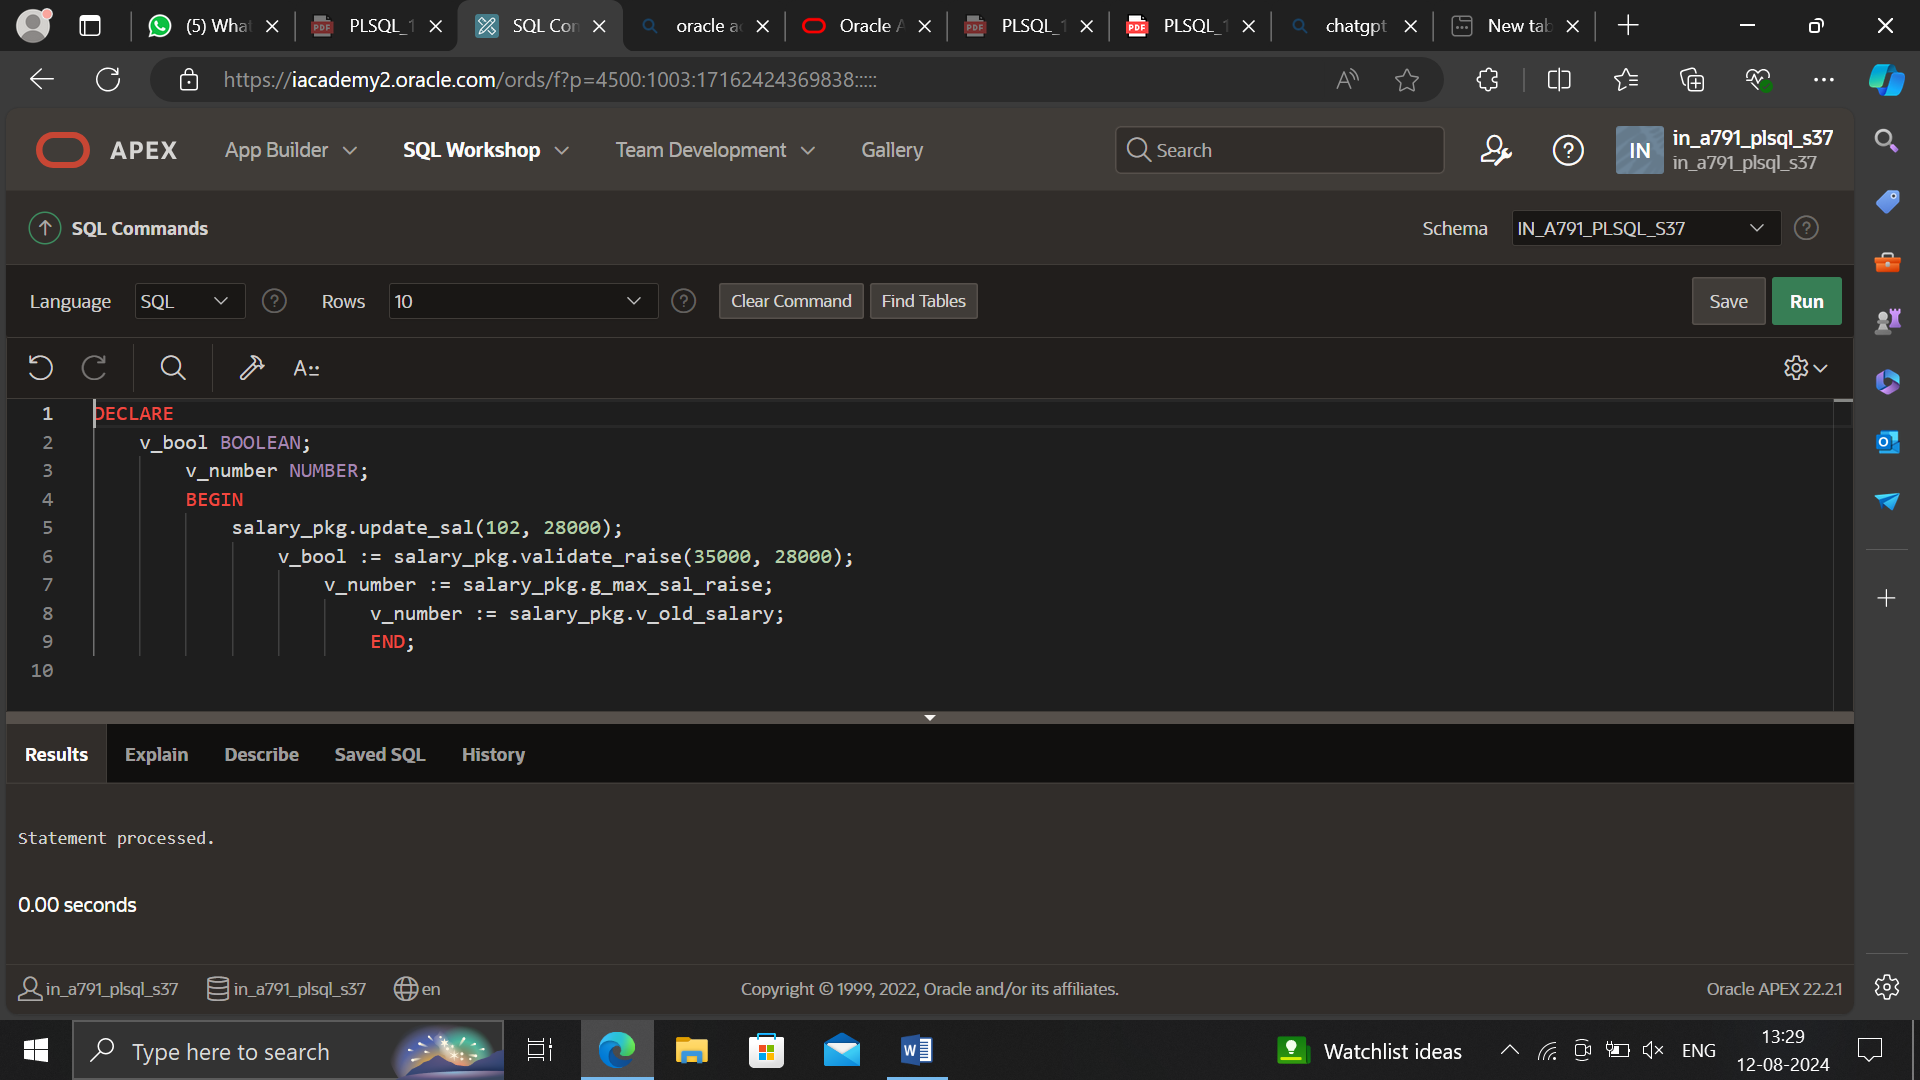 (5) What
PLSQL_1
SQL Con
oracle ac
Oracle A
PLSQL_1
PLSQL_1
chatgpt
New tab
https://iacademy2.oracle.com/ords/f?p=4500:1003:17162424369838:::::
APEX
App Builder
SQL Workshop
Team Development
Gallery
Search
IN
in_a791_plsql_s37
in_a791_plsql_s37
SQL Commands
Schema
IN_A791_PLSQL_S37
Language
SQL
Rows
10
Clear Command
Find Tables
Save
Run
1 DECLARE
2 v_bool BOOLEAN;
3 v_number NUMBER;
4 BEGIN
5 salary_pkg.update_sal(102, 28000);
6 v_bool := salary_pkg.validate_raise(35000, 28000);
7 v_number := salary_pkg.g_max_sal_raise;
8 v_number := salary_pkg.v_old_salary;
9 END;
10
Results
Explain
Describe
Saved SQL
History
Statement processed.
0.00 seconds
in_a791_plsql_s37
in_a791_plsql_s37
en
Copyright © 1999, 2022, Oracle and/or its affiliates.
Oracle APEX 22.2.1
Type here to search
Watchlist ideas
ENG
13:29
12-08-2024